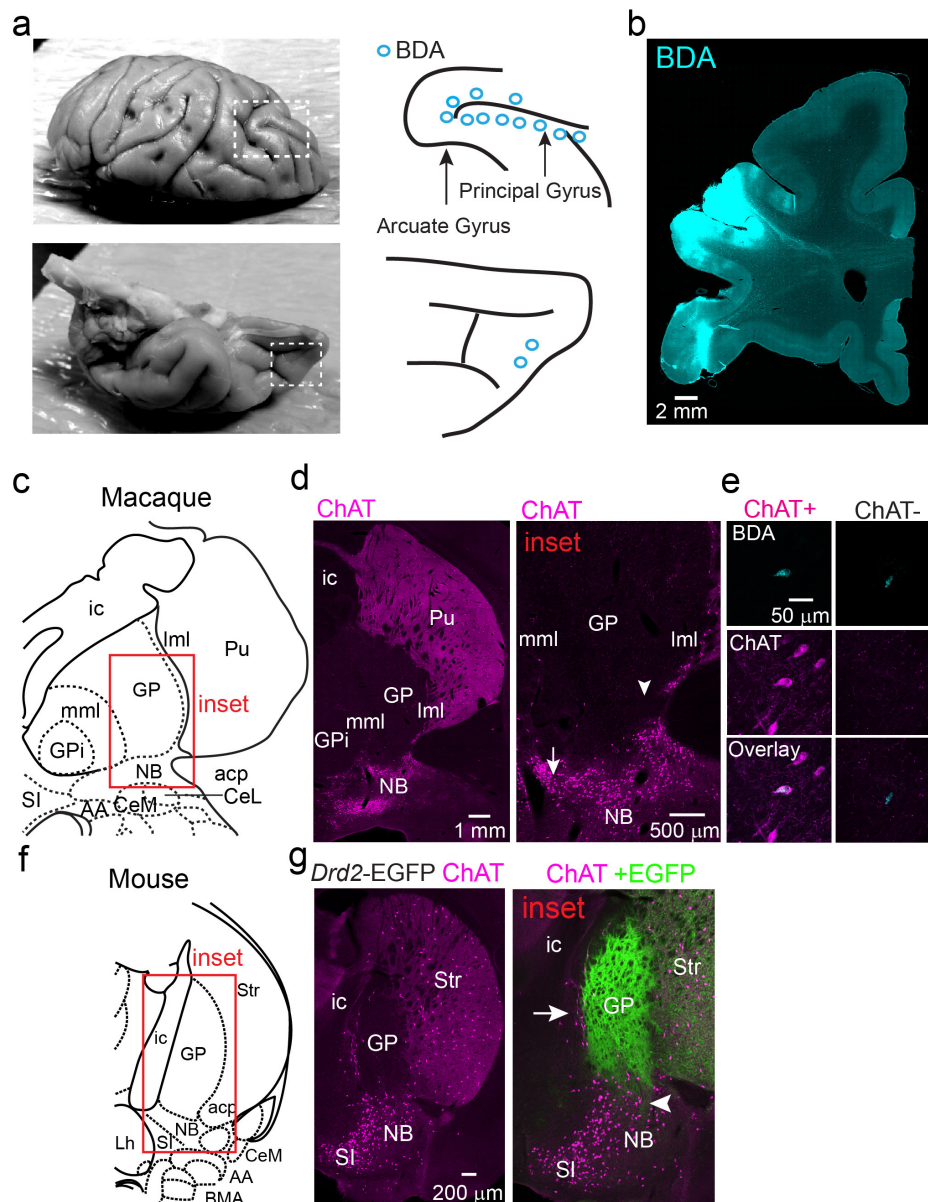 a
BDA
Principal Gyrus
Arcuate Gyrus
b
BDA
2 mm
c
Macaque
ic
lml
Pu
GP
inset
mml
GPi
NB
acp
SI
AA
CeM
CeL
d
ChAT
ic
Pu
GP
mml
lml
GPi
NB
1 mm
ChAT
inset
GP
mml
lml
NB
500 μm
e
ChAT+
ChAT-
BDA
50 μm
ChAT
Overlay
f
Mouse
inset
Str
ic
GP
acp
NB
SI
Lh
CeM
AA
BMA
g
Drd2-EGFP ChAT
ic
Str
GP
NB
SI
200 μm
ChAT +EGFP
inset
ic
Str
GP
NB
SI